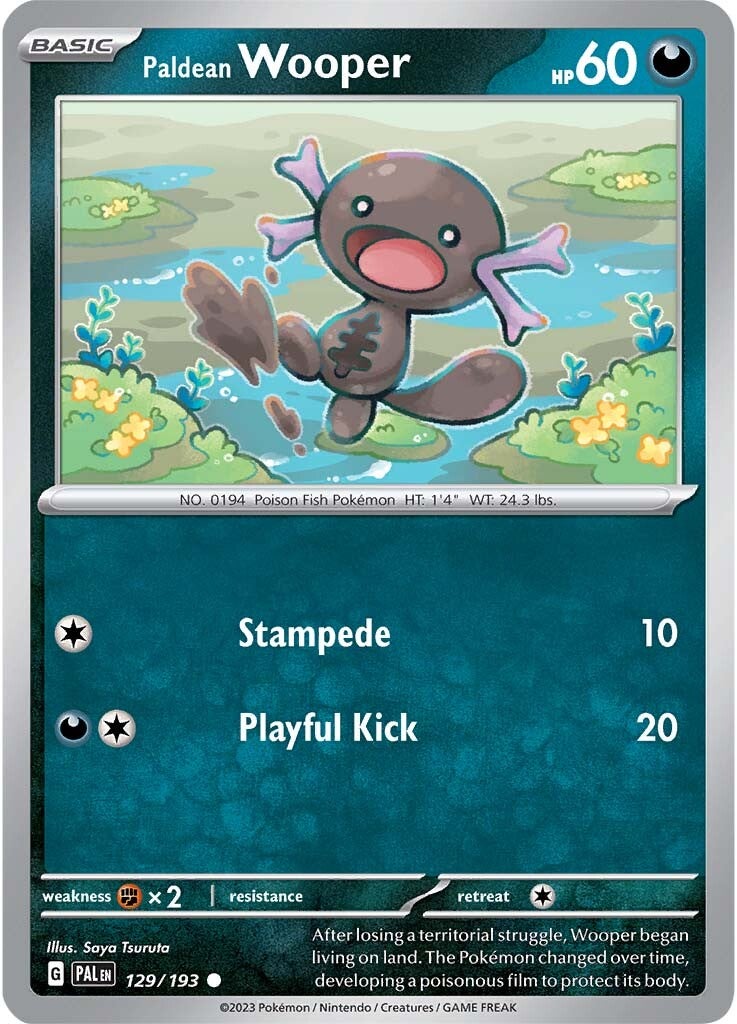 BASIC
Paldean Wooper HP60
NO. 0194 Poison Fish Pokémon HT: 1'4" WT: 24.3 lbs.
Stampede 10
Playful Kick 20
weakness ×2 resistance retreat
Illus. Saya Tsuruta
After losing a territorial struggle, Wooper began
living on land. The Pokémon changed over time,
developing a poisonous film to protect its body.
G PAL EN 129/193
©2023 Pokémon / Nintendo / Creatures / GAME FREAK